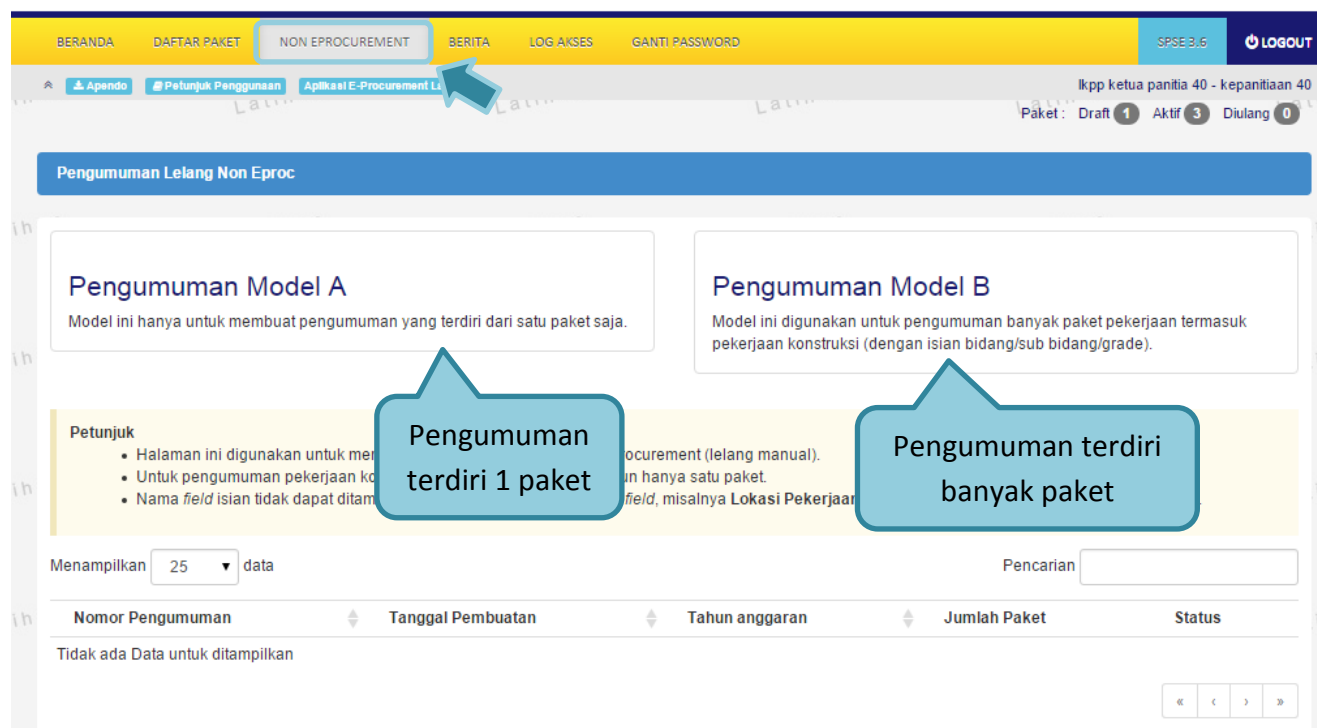 BERANDA DAFTAR PAKET NON EPROCUREMENT BERITA LOG AKSES GANTI PASSWORD SPSE 3.6 LOGOUT
Apendo Petunjuk Penggunaan Aplikasi E-Procurement
lkpp ketua panitia 40 - kepanitiaan 40
Paket : Draft 1 Aktif 3 Diulang 0
Pengumuman Lelang Non Eproc
Pengumuman Model A
Model ini hanya untuk membuat pengumuman yang terdiri dari satu paket saja.
Pengumuman Model B
Model ini digunakan untuk pengumuman banyak paket pekerjaan termasuk
pekerjaan konstruksi (dengan isian bidang/sub bidang/grade).
Pengumuman
terdiri 1 paket
Pengumuman terdiri
banyak paket
Petunjuk
Halaman ini digunakan untuk (lelang manual).
Untuk pengumuman pekerjaan hanya satu paket.
Nama field isian tidak dapat field, misalnya Lokasi Pekerjaan
Menampilkan 25 data
Pencarian
Nomor Pengumuman Tanggal Pembuatan Tahun anggaran Jumlah Paket Status
Tidak ada Data untuk ditampilkan
« ‹ › »